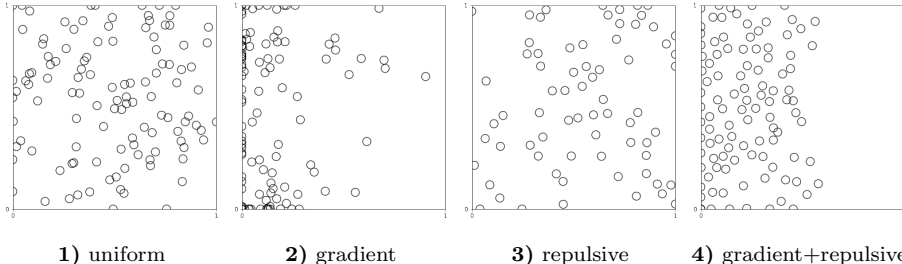 1
0
1
1) uniform
1
0
1
2) gradient
1
0
1
3) repulsive
1
0
4) gradient+repulsive